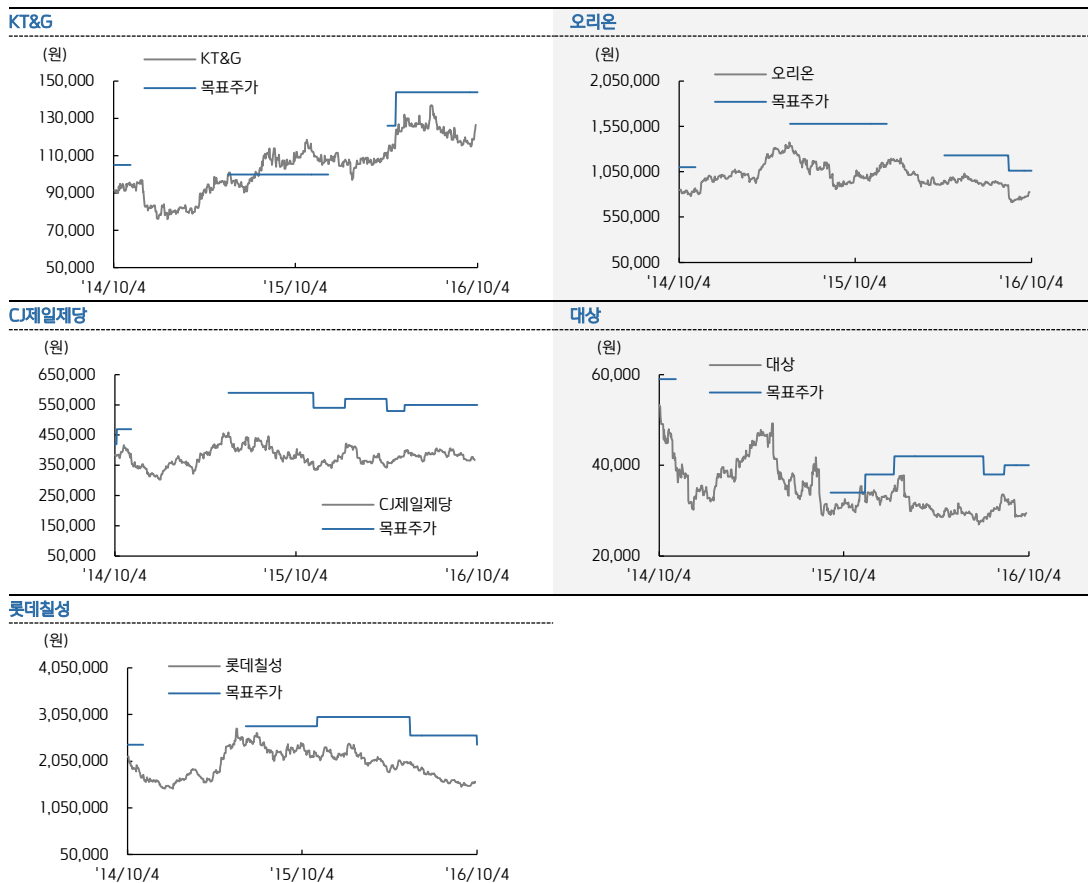 KT&G
(원)
KT&G
목표주가
150,000
130,000
110,000
90,000
70,000
50,000
'14/10/4
'15/10/4
'16/10/4
오리온
(원)
오리온
목표주가
2,050,000
1,550,000
1,050,000
550,000
50,000
'14/10/4
'15/10/4
'16/10/4
CJ제일제당
(원)
650,000
550,000
450,000
350,000
250,000
150,000
50,000
CJ제일제당
목표주가
'14/10/4
'15/10/4
'16/10/4
대상
(원)
대상
목표주가
60,000
40,000
20,000
'14/10/4
'15/10/4
'16/10/4
롯데칠성
(원)
롯데칠성
목표주가
4,050,000
3,050,000
2,050,000
1,050,000
50,000
'14/10/4
'15/10/4
'16/10/4